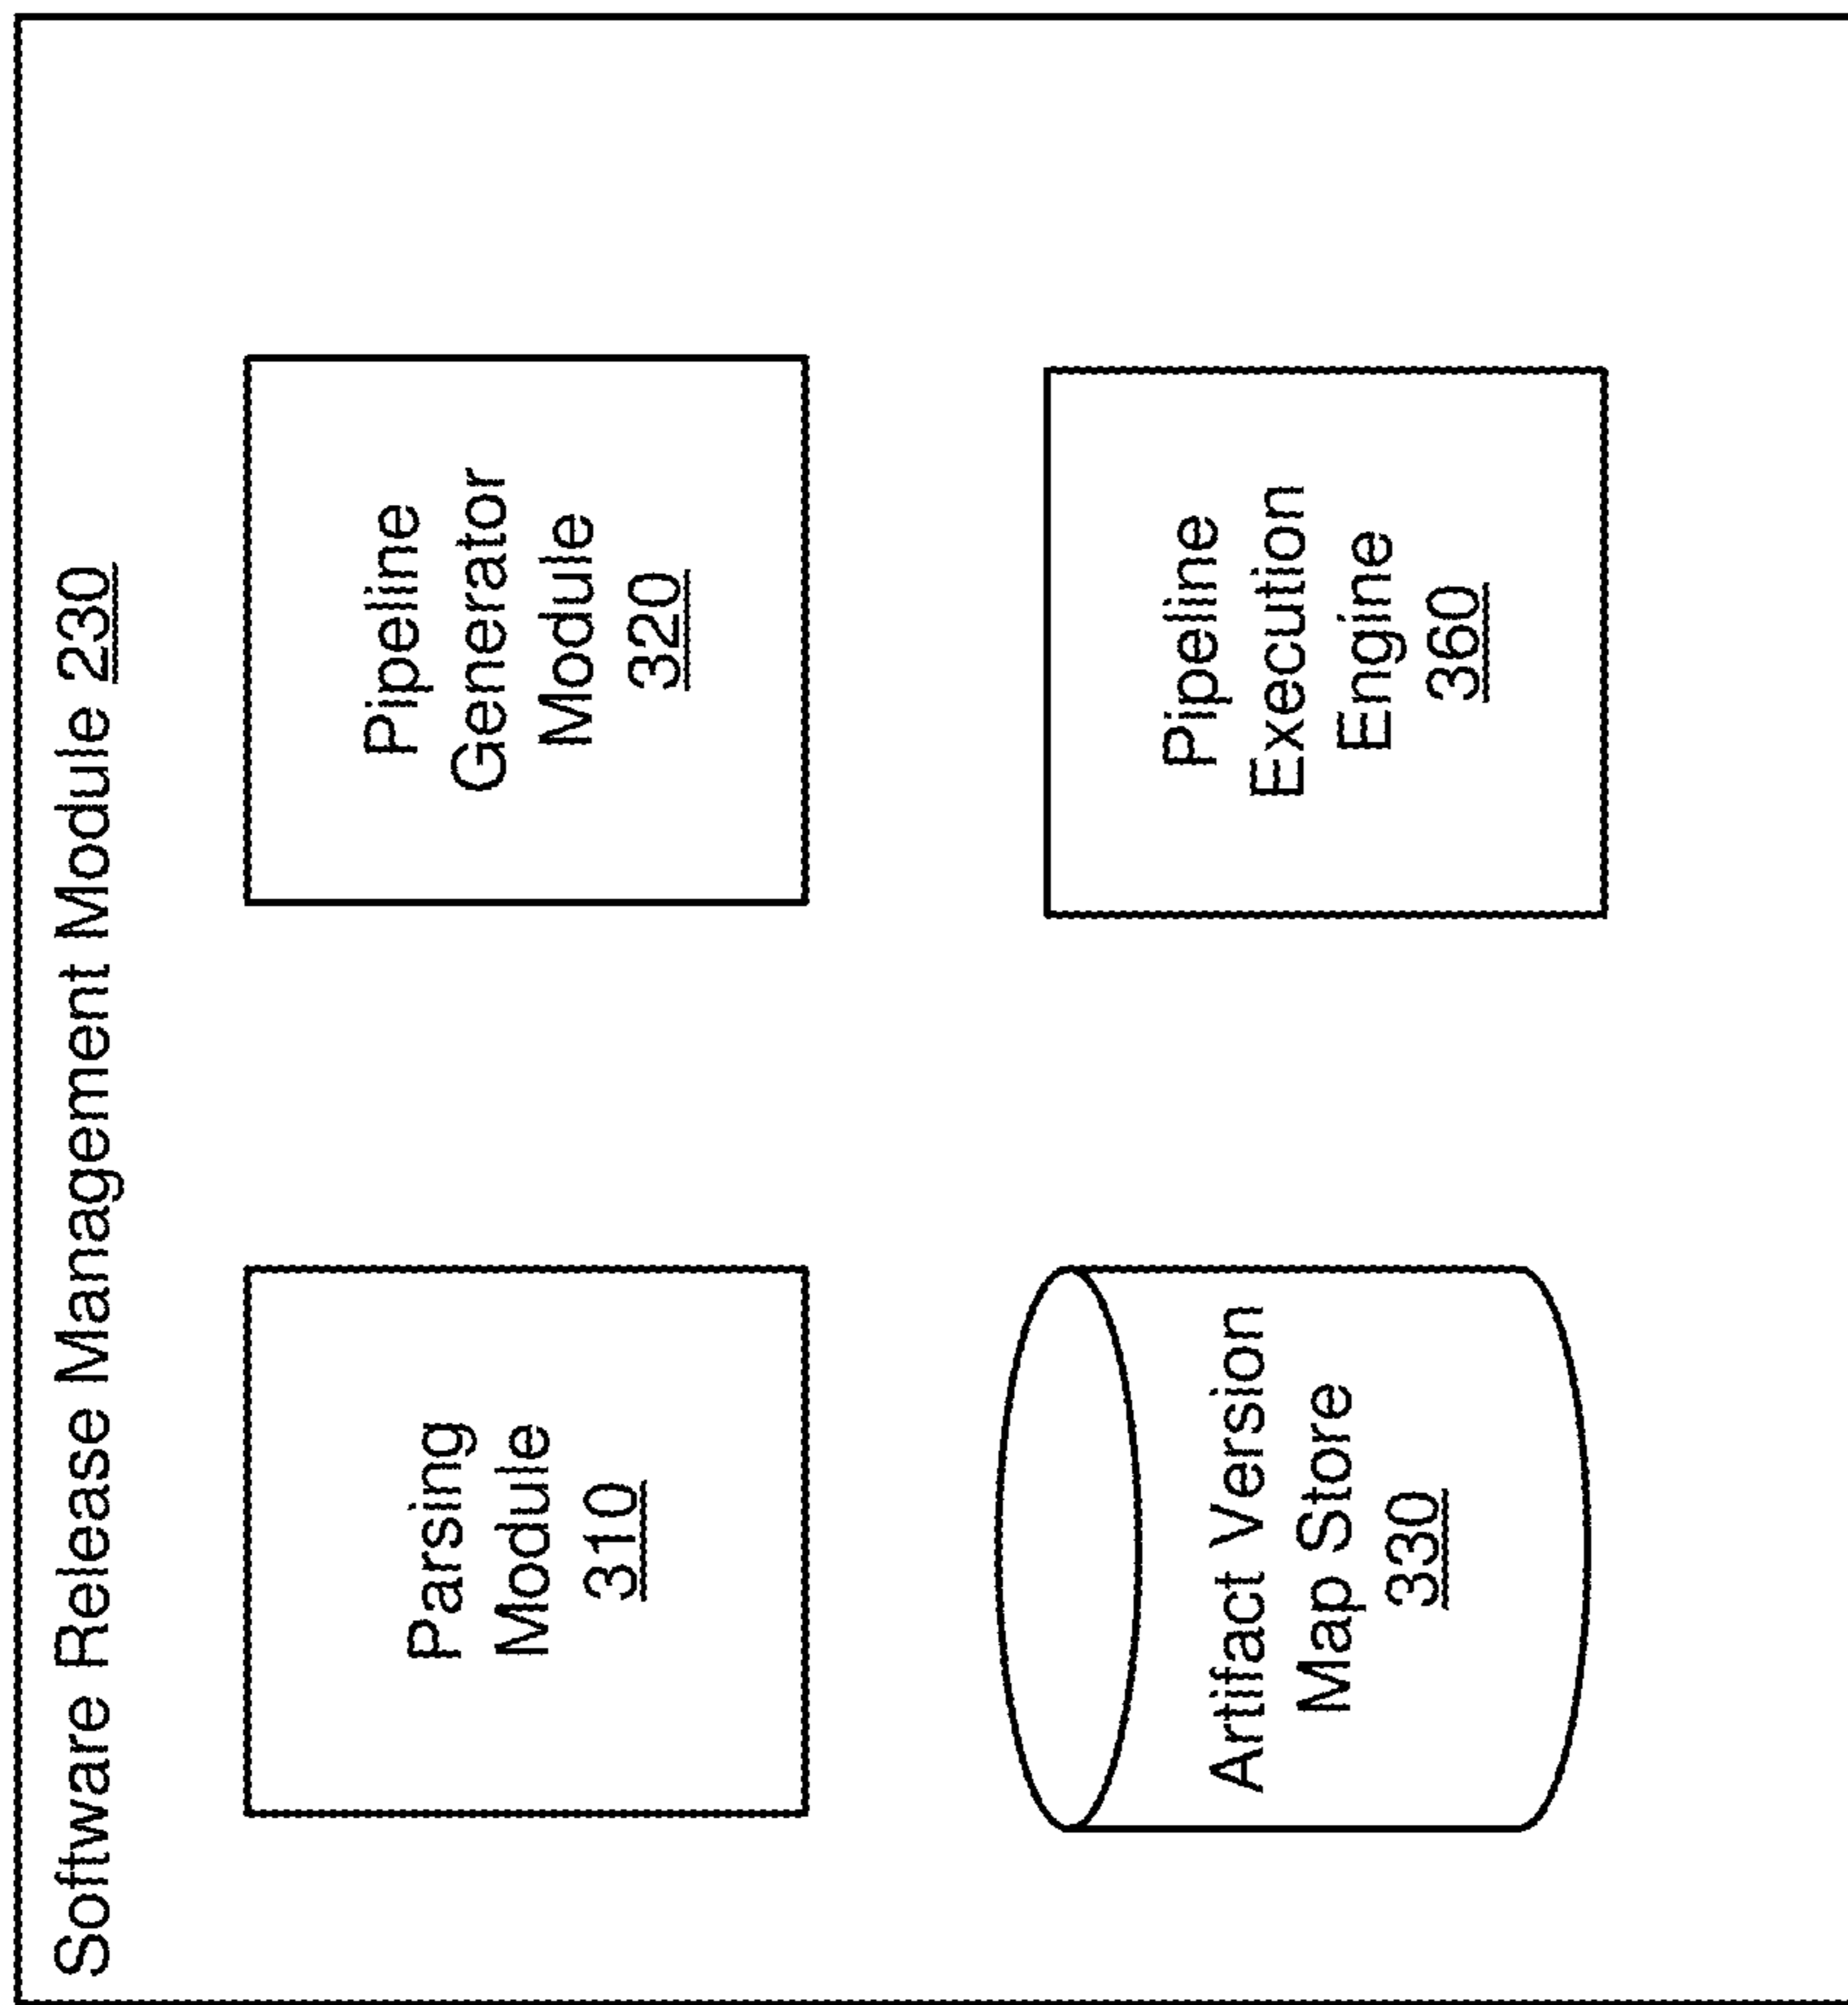 Software Release Management Module 230
Parsing
Module
310
Pipeline
Generator
Module
320
Artifact Version
Map Store
330
Pipeline
Execution
Engine
360